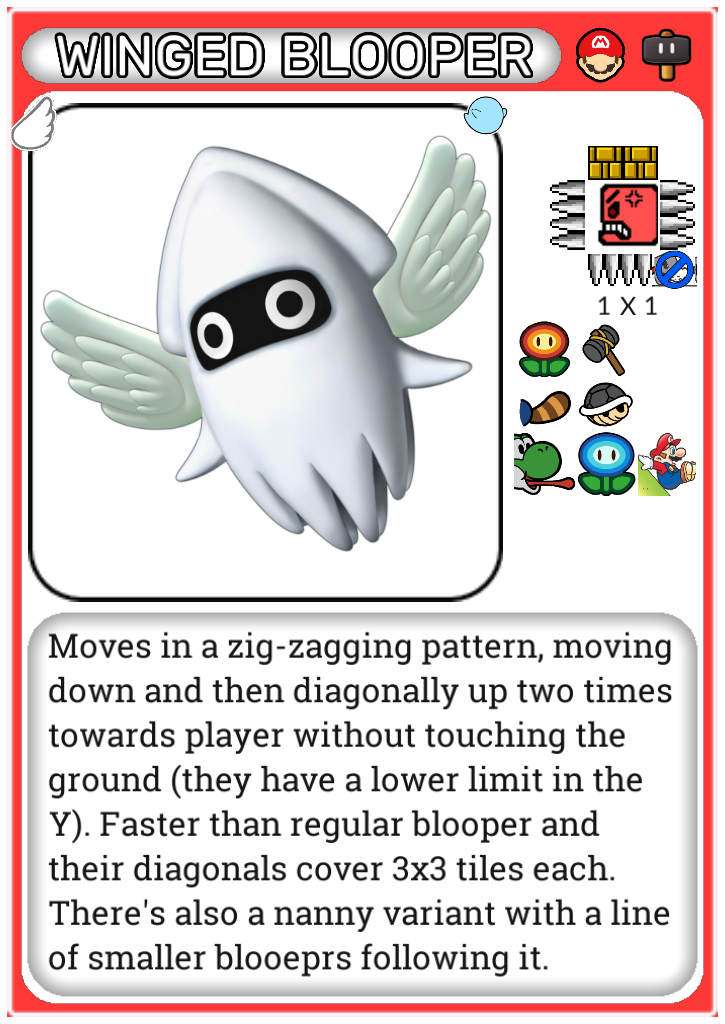 WINGED BLOOPER
1 X 1
Moves in a zig-zagging pattern, moving
down and then diagonally up two times
towards player without touching the
ground (they have a lower limit in the
Y). Faster than regular blooper and
their diagonals cover 3x3 tiles each.
There's also a nanny variant with a line
of smaller blooeprs following it.